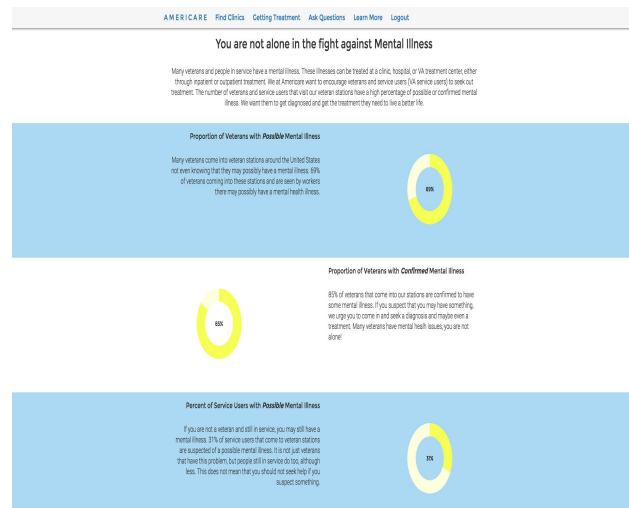 AMERICARE Find Clinics Getting Treatment Ask Questions Learn More Logout
You are not alone in the fight against Mental Illness
Many veterans and people in service have a mental illness. These illnesses can be treated at a clinic, hospital, or VA treatment center, either
through inpatient or outpatient treatment. We at Americare want to encourage veterans and service users (VA service users) to seek out
treatment. The number of veterans and service users that visit our veteran stations have a high percentage of possible or confirmed mental
illness. We want them to get diagnosed and get the treatment they need to live a better life.
Proportion of Veterans with Possible Mental Illness
Many veterans come into veteran stations around the United States
not even knowing that they may possibly have a mental illness. 69%
of veterans coming into these stations and are seen by workers
there may possibly have a mental health illness.
69%
Proportion of Veterans with Confirmed Mental Illness
85% of veterans that come into our stations are confirmed to have
some mental illness. If you suspect that you may have something,
we urge you to come in and seek a diagnosis and maybe even a
treatment. Many veterans have mental heslh issues, you are not
alone!
85%
Percent of Service Users with Possible Mental Illness
If you are not a veteran and still in service, you may still have a
mental illness. 31% of service users that come to veteran stations
are suspected of a possible mental illness. It is not just veterans
that have this problem, but people still in service do too, although
less. This does not mean that you should not seek help if you
suspect something.
31%